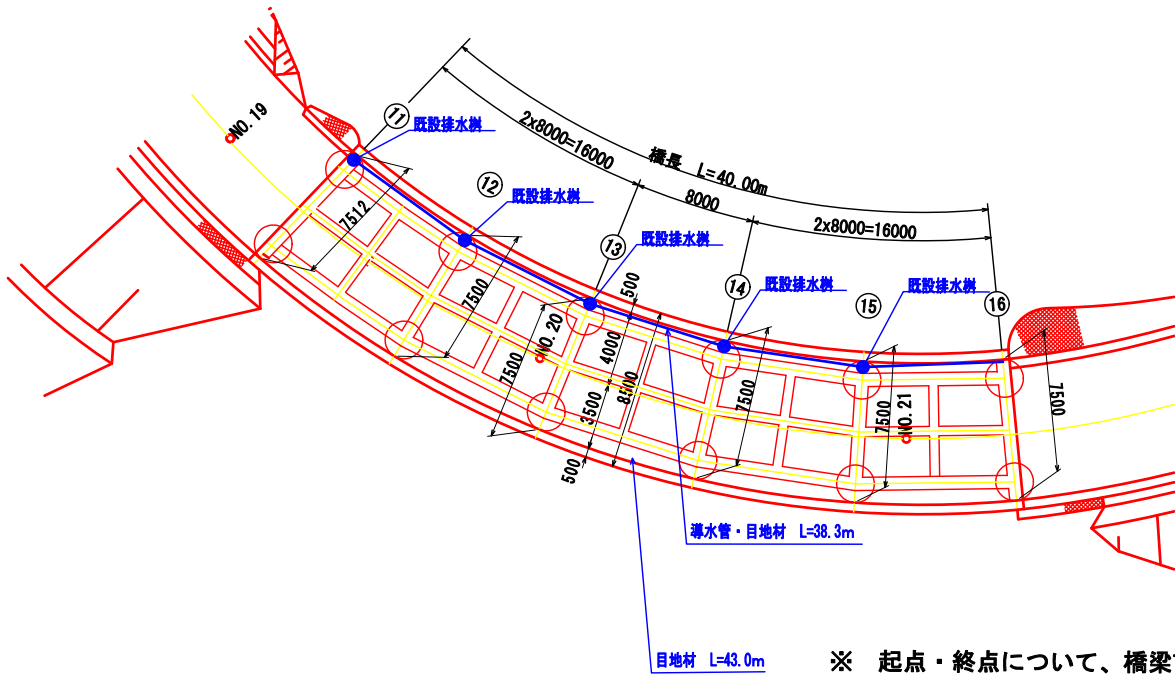 NO.19
⑪
既設排水桝
2x8000=16000
橋長 L=40.00m
⑫
既設排水桝
8000
2x8000=16000
7512
⑬
既設排水桝
7500
500
⑭
既設排水桝
⑮
既設排水桝
⑯
NO.20
4000
7500
3500
8500
7500
7500
NO.21
7500
500
導水管・目地材 L=38.3m
目地材 L=43.0m
※ 起点・終点について、橋梁